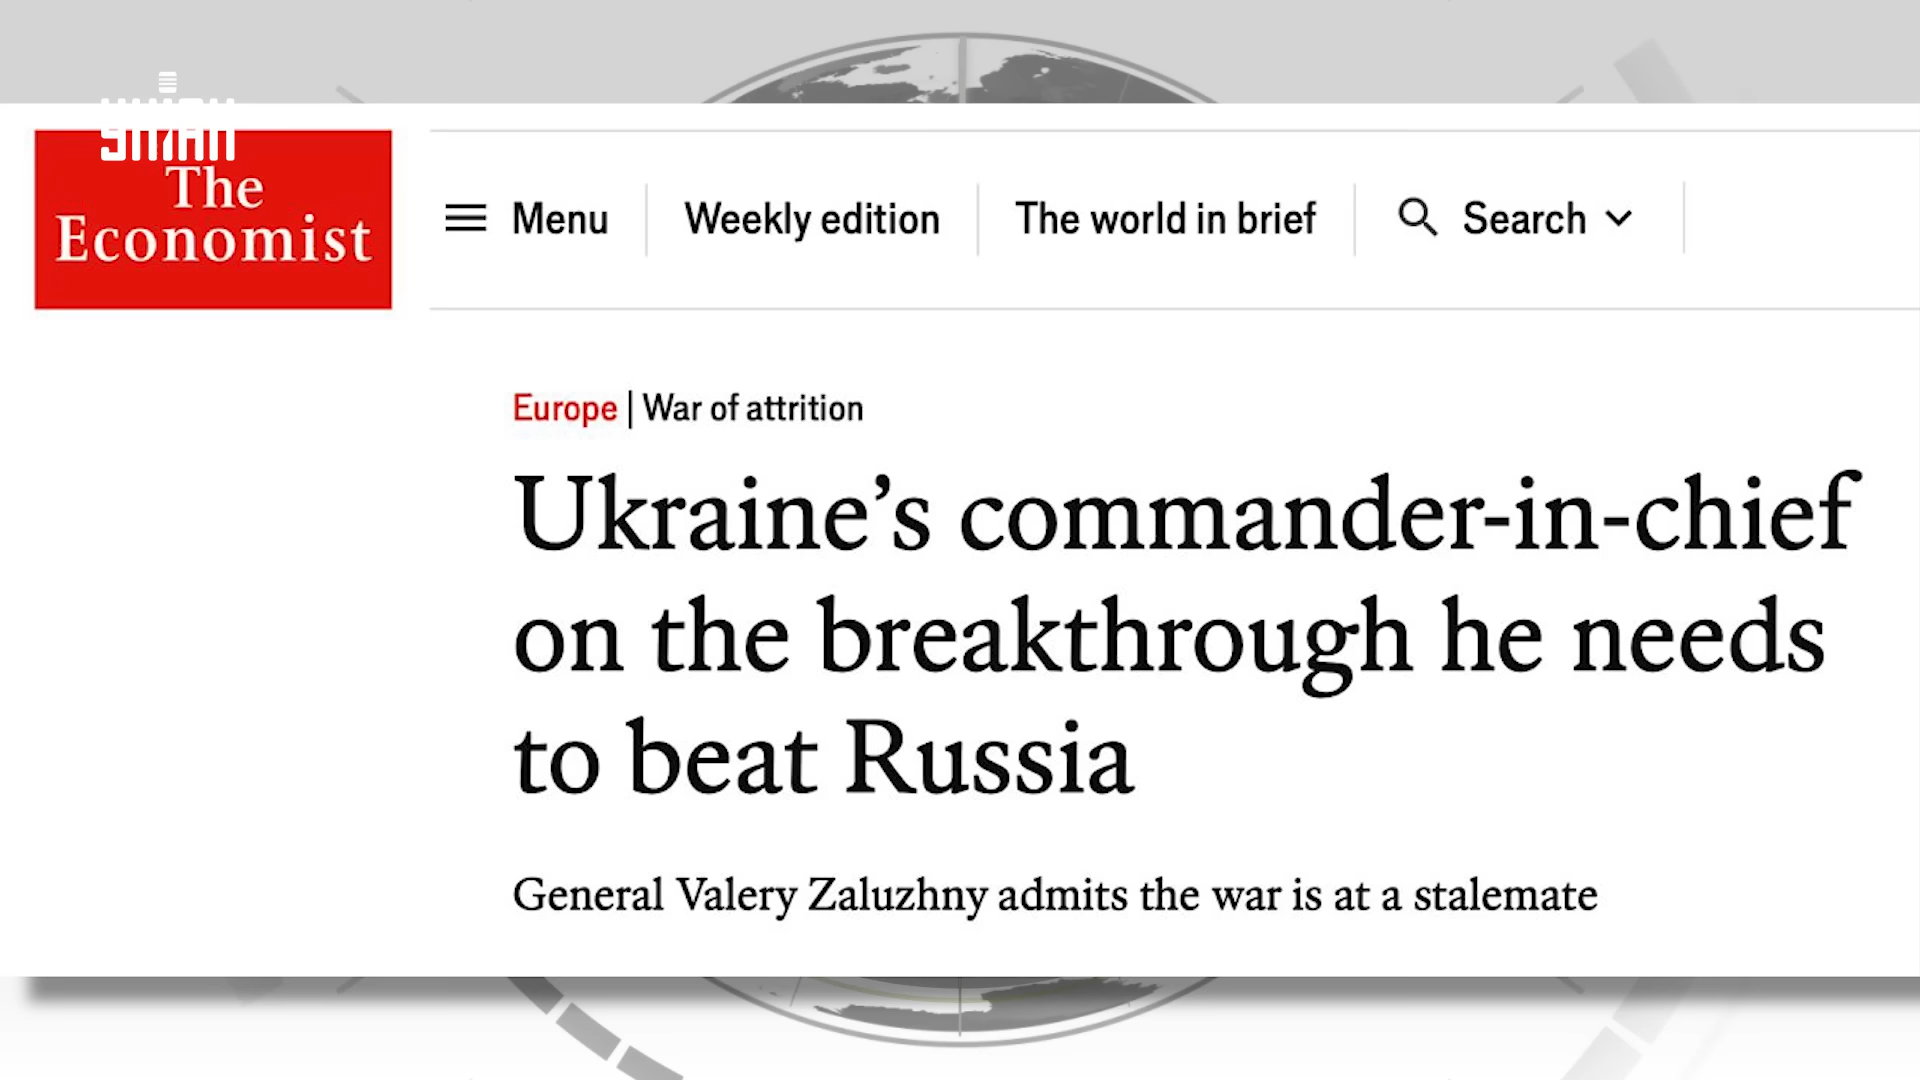 The
Economist
Menu
Weekly edition
The world in brief
Search
Europe | War of attrition
Ukraine’s commander-in-chief
on the breakthrough he needs
to beat Russia
General Valery Zaluzhny admits the war is at a stalemate